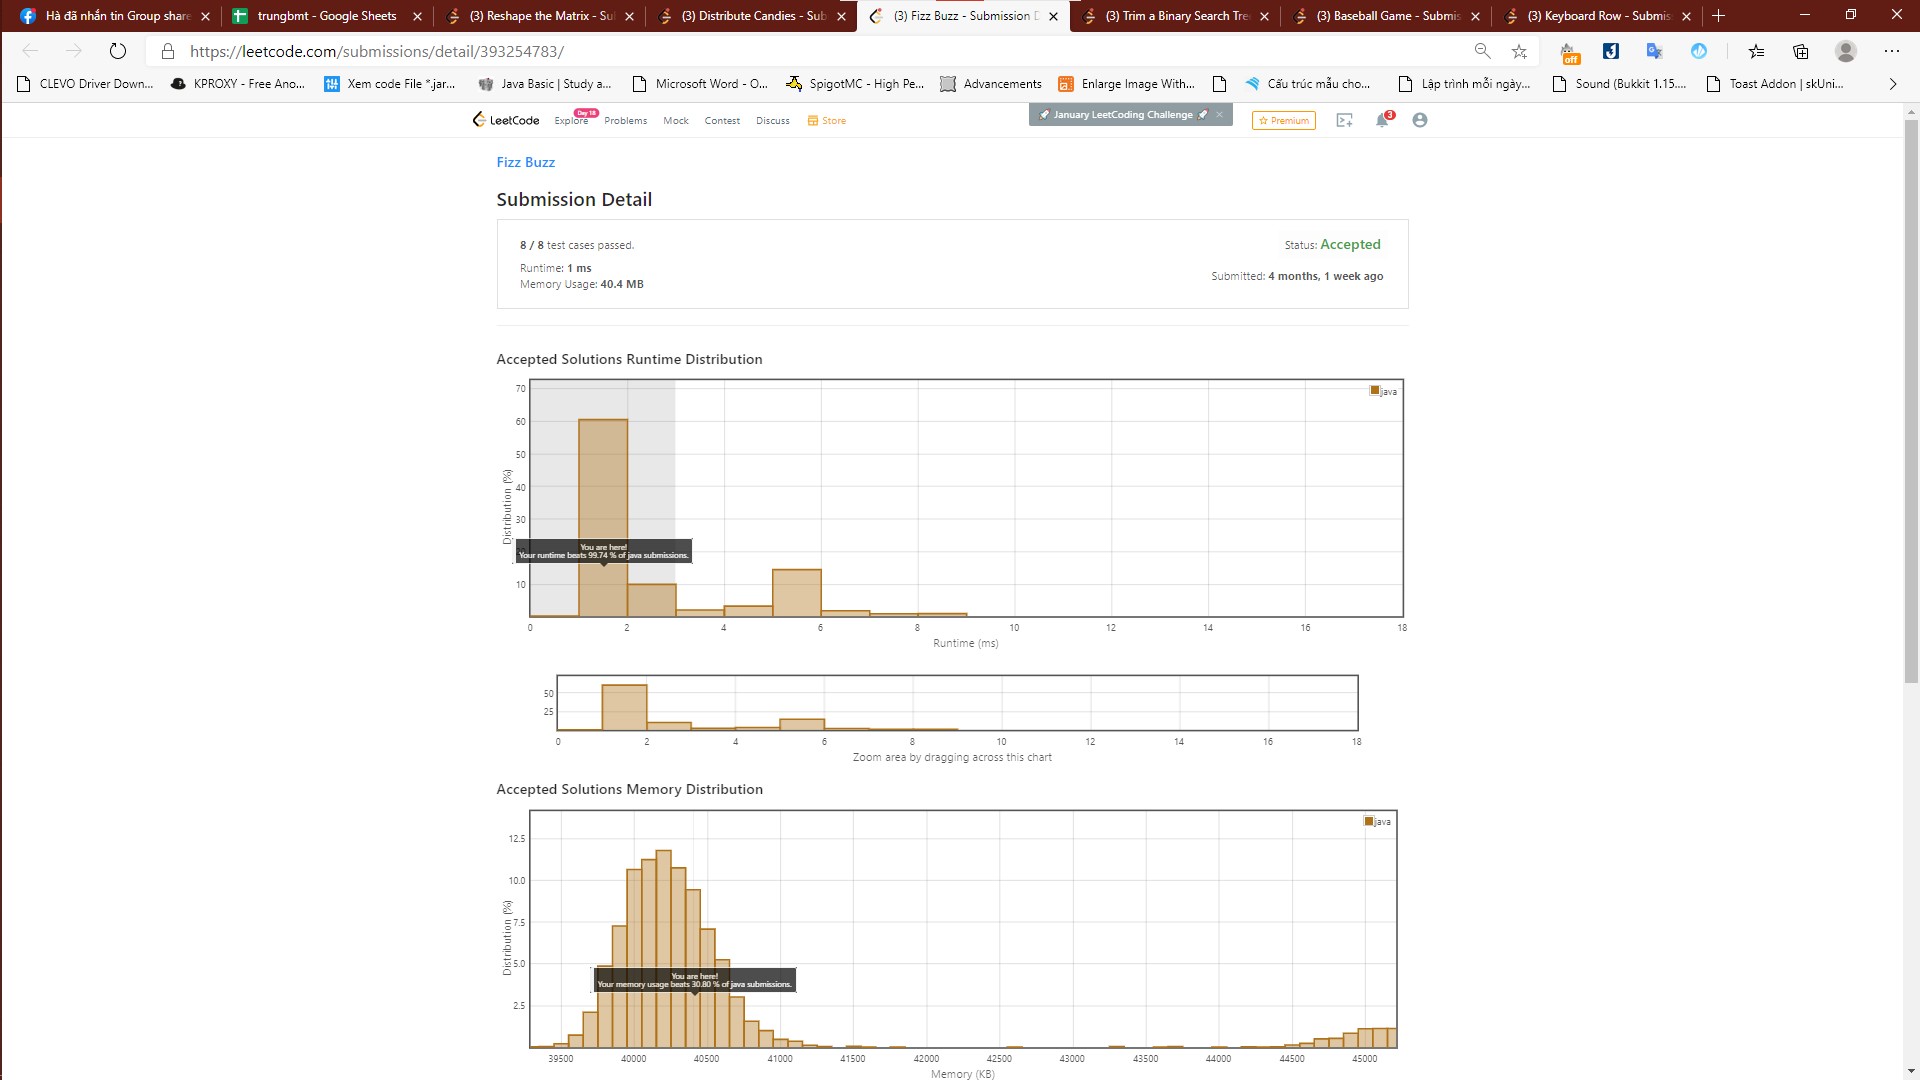 Hà đã nhắn tin Group share
trungbmt - Google Sheets
(3) Reshape the Matrix - Su
(3) Distribute Candies - Sub
(3) Fizz Buzz - Submission D
(3) Trim a Binary Search Tre
(3) Baseball Game - Submis
(3) Keyboard Row - Submis
https://leetcode.com/submissions/detail/393254783/
off
CLEVO Driver Down...
KPROXY - Free Ano...
Xem code File *.jar...
Java Basic | Study a...
Microsoft Word - O...
SpigotMC - High Pe...
Advancements
Enlarge Image With...
Cấu trúc mẫu cho...
Lập trình mỗi ngày...
Sound (Bukkit 1.15....
Toast Addon | skUni...
LeetCode
Explore
Day 18
Problems
Mock
Contest
Discuss
Store
January LeetCoding Challenge
Premium
3
Fizz Buzz
Submission Detail
8 / 8 test cases passed.
Status: Accepted
Runtime: 1 ms
Submitted: 4 months, 1 week ago
Memory Usage: 40.4 MB
Accepted Solutions Runtime Distribution
70
60
50
40
30
10
Distribution (%)
java
You are here!
Your runtime beats 99.74 % of java submissions.
0 2 4 6 8 10 12 14 16 18
Runtime (ms)
50
25
0 2 4 6 8 10 12 14 16 18
Zoom area by dragging across this chart
Accepted Solutions Memory Distribution
12.5
10.0
7.5
5.0
2.5
Distribution (%)
java
You are here!
Your memory usage beats 30.80 % of java submissions.
39500 40000 40500 41000 41500 42000 42500 43000 43500 44000 44500 45000
Memory (KB)